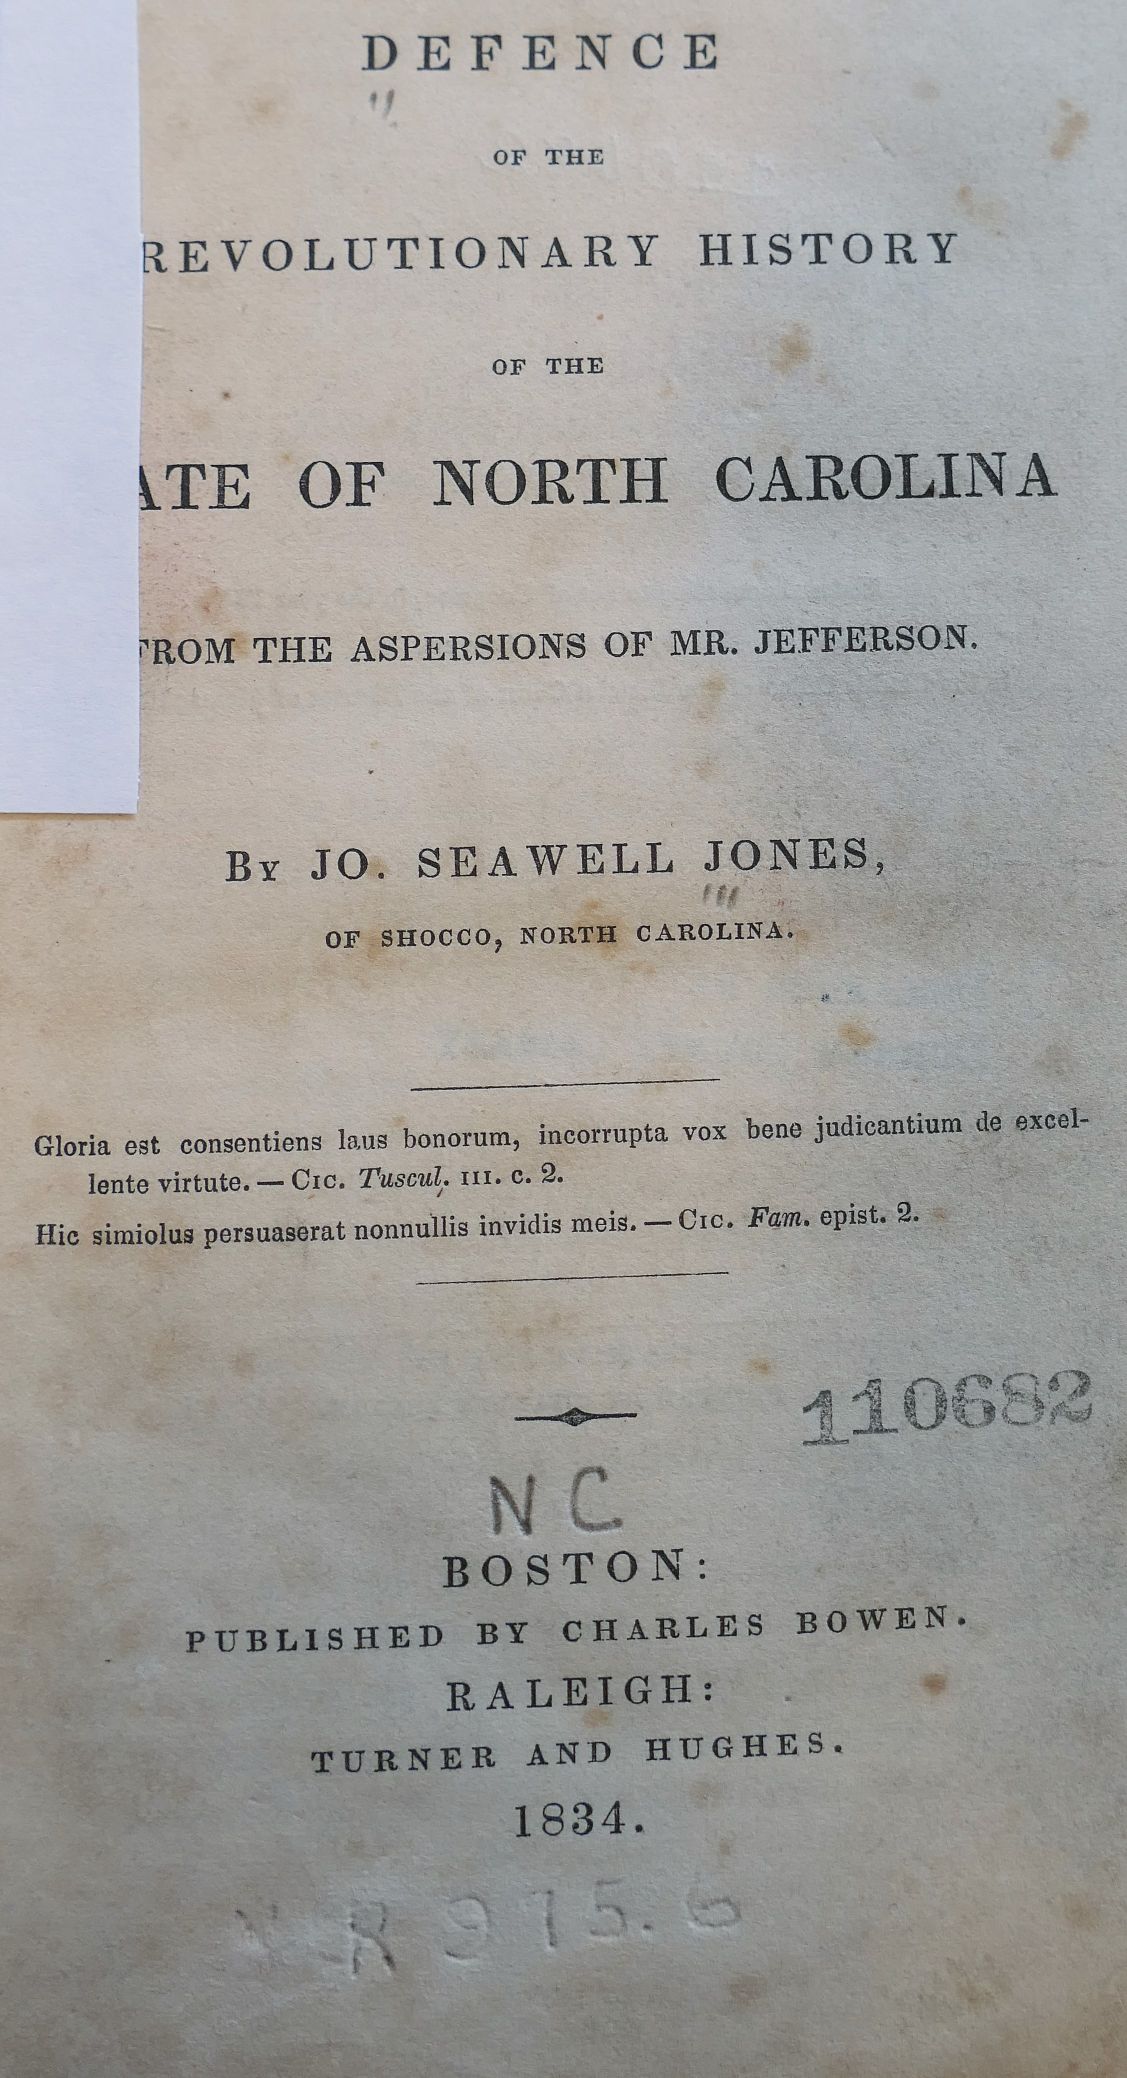 DEFENCE
OF THE
REVOLUTIONARY HISTORY
OF THE
ATE OF NORTH CAROLINA
FROM THE ASPERSIONS OF MR. JEFFERSON.
BY JO. SEAWELL JONES,
OF SHOCCO, NORTH CAROLINA.
Gloria est consentiens laus bonorum, incorrupta vox bene judicantium de excel-
lente virtute. — CIC. Tuscul. III. c. 2.
Hic simiolus persuaserat nonnullis invidis meis. — CIC. Fam. epist. 2.
110682
NC
BOSTON:
PUBLISHED BY CHARLES BOWEN.
RALEIGH:
TURNER AND HUGHES.
1834.
R 975.6